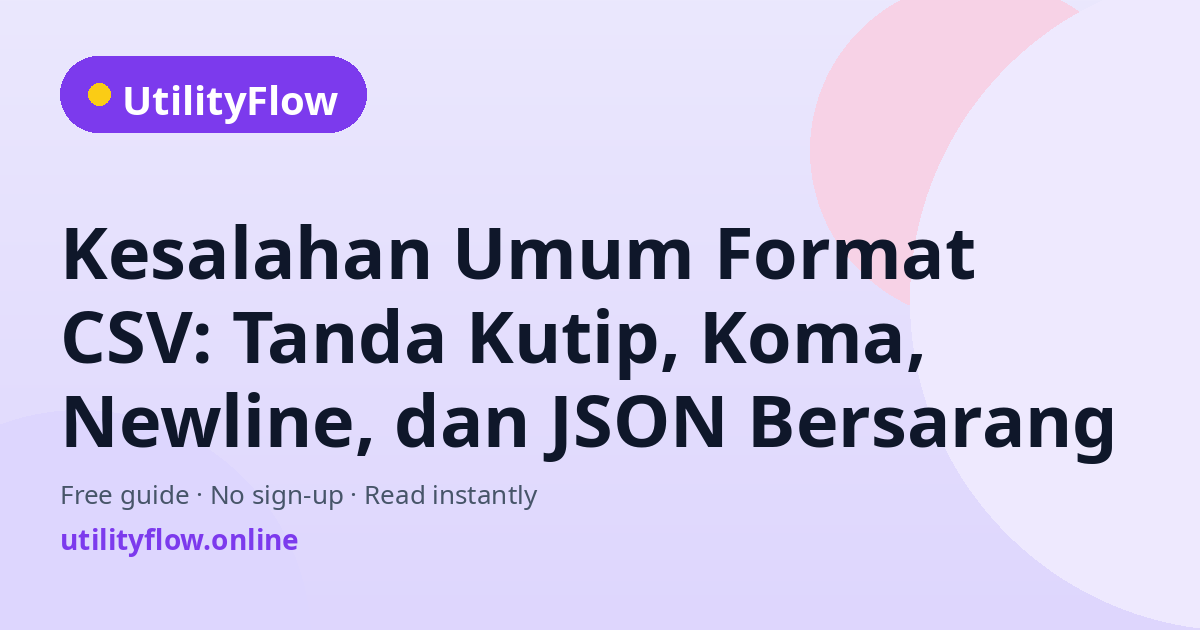 UtilityFlow
Kesalahan Umum Format
CSV: Tanda Kutip, Koma,
Newline, dan JSON Bersarang
Free guide · No sign-up · Read instantly
utilityflow.online